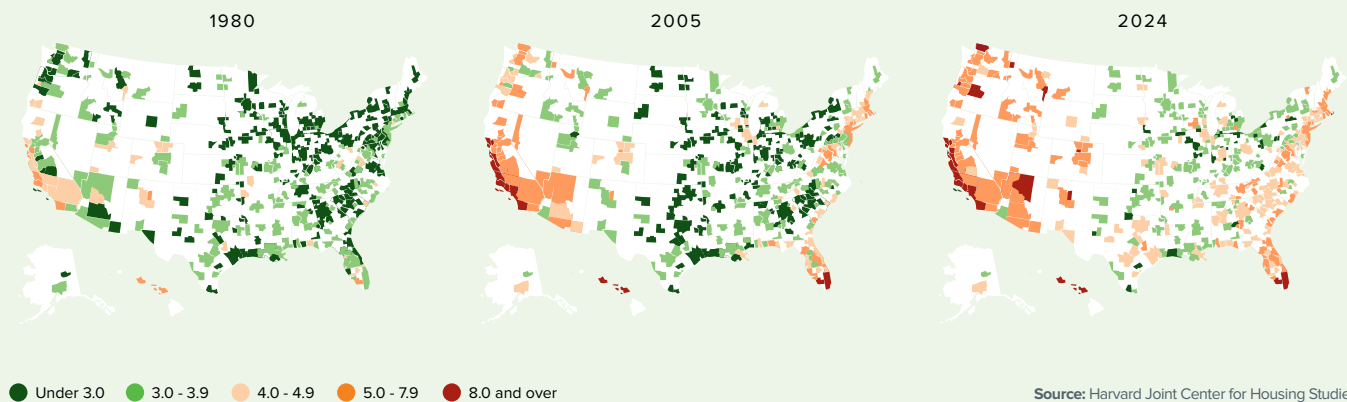 1980 2005 2024
Under 3.0 3.0 - 3.9 4.0 - 4.9 5.0 - 7.9 8.0 and over
Source: Harvard Joint Center for Housing Studie